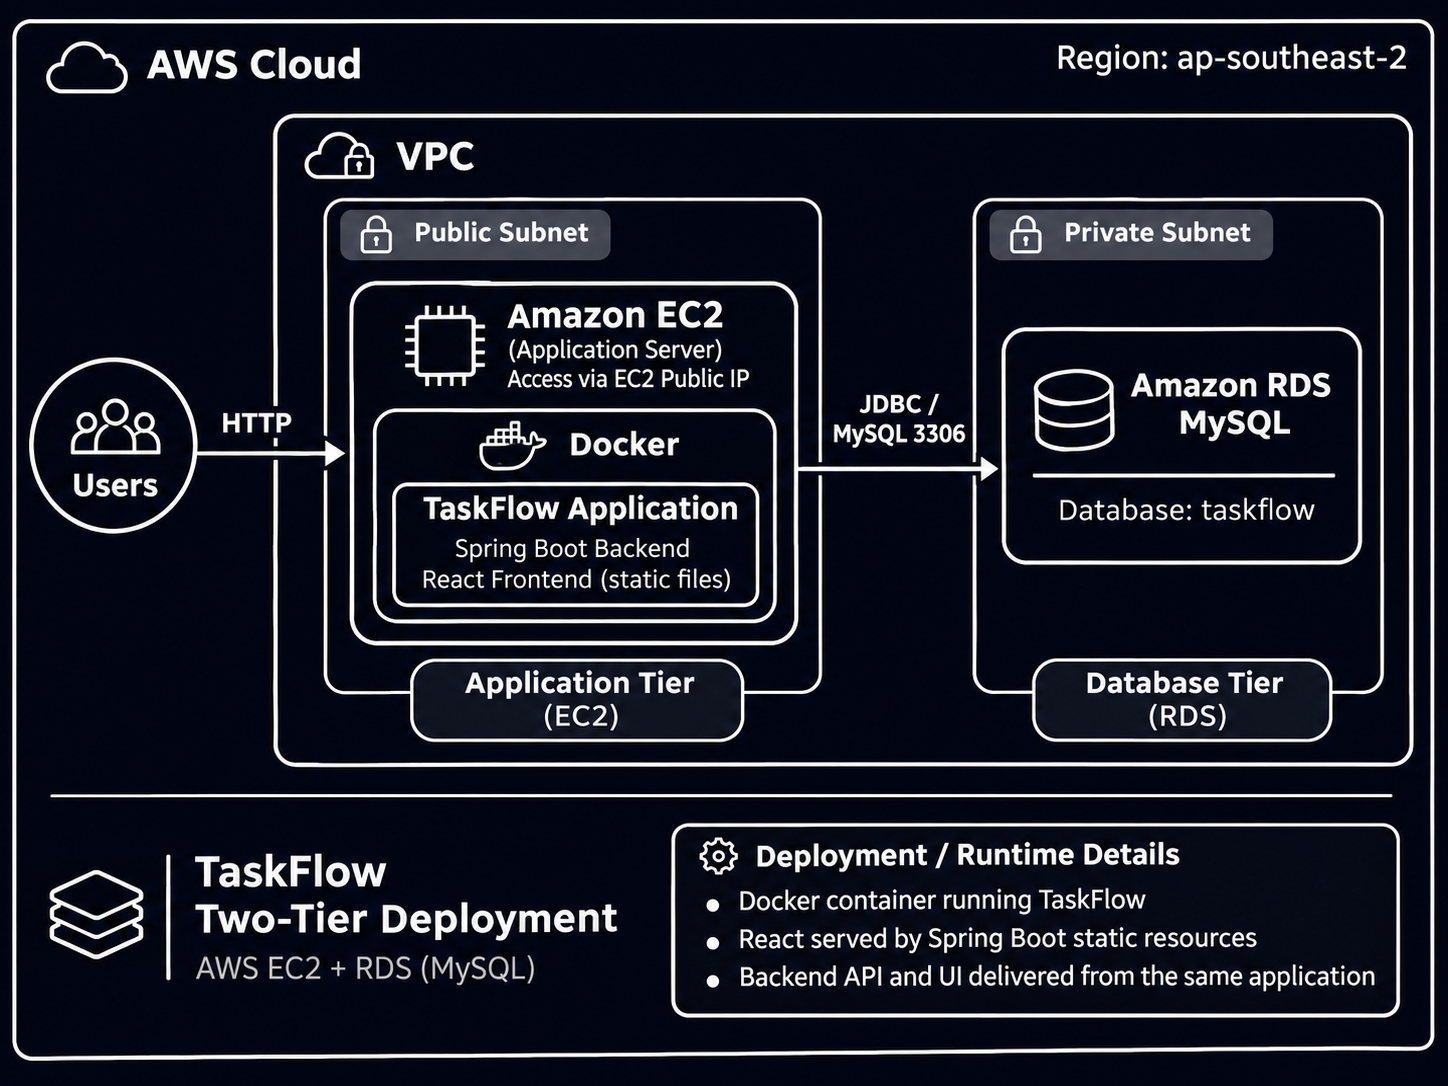 AWS Cloud
Region: ap-southeast-2
VPC
Public Subnet
Private Subnet
Amazon EC2
(Application Server)
Access via EC2 Public IP
Users
HTTP
Docker
TaskFlow Application
Spring Boot Backend
React Frontend (static files)
JDBC /
MySQL 3306
Amazon RDS
MySQL
Database: taskflow
Application Tier
(EC2)
Database Tier
(RDS)
TaskFlow
Two-Tier Deployment
AWS EC2 + RDS (MySQL)
Deployment / Runtime Details
• Docker container running TaskFlow
• React served by Spring Boot static resources
• Backend API and UI delivered from the same application